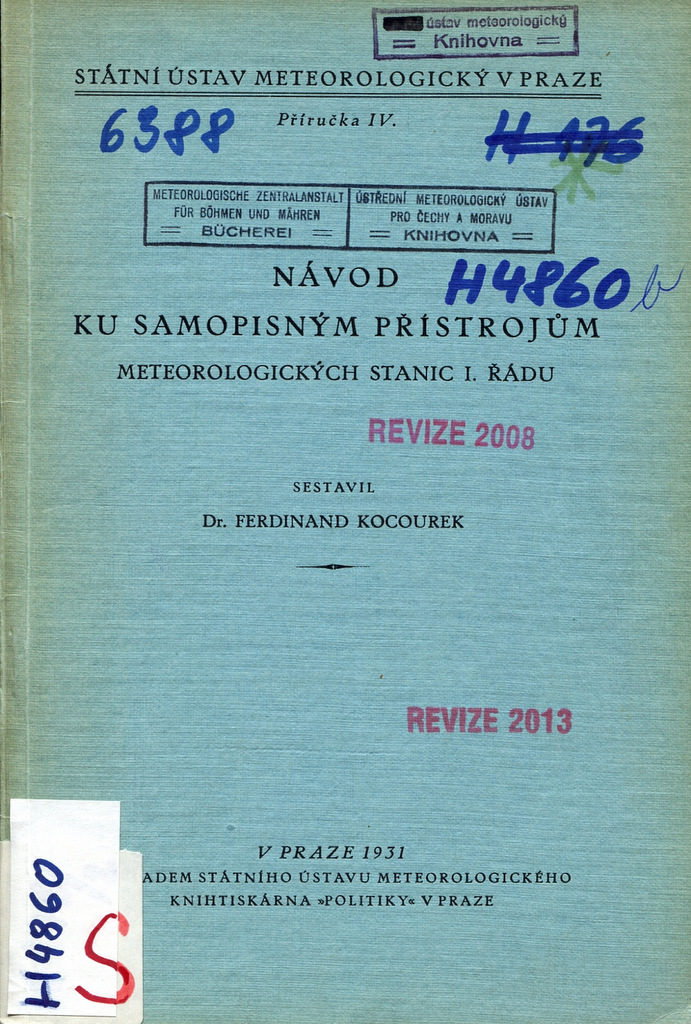 ústav meteorologický
Knihovna
STÁTNÍ ÚSTAV METEOROLOGICKÝ V PRAZE
Příručka IV.
6388
H 176
METEOROLOGISCHE ZENTRALANSTALT
FÜR BÖHMEN UND MÄHREN
BÜCHEREI
ÚSTŘEDNÍ METEOROLOGICKÝ ÚSTAV
PRO ČECHY A MORAVU
KNIHOVNA
NÁVOD
H4860 b
KU SAMOPISNÝM PŘÍSTROJŮM
METEOROLOGICKÝCH STANIC I. ŘÁDU
REVIZE 2008
SESTAVIL
Dr. FERDINAND KOCOUREK
REVIZE 2013
V PRAZE 1931
ADEM STÁTNÍHO ÚSTAVU METEOROLOGICKÉHO
KNIHTISKÁRNA »POLITIKY« V PRAZE
H4860
S